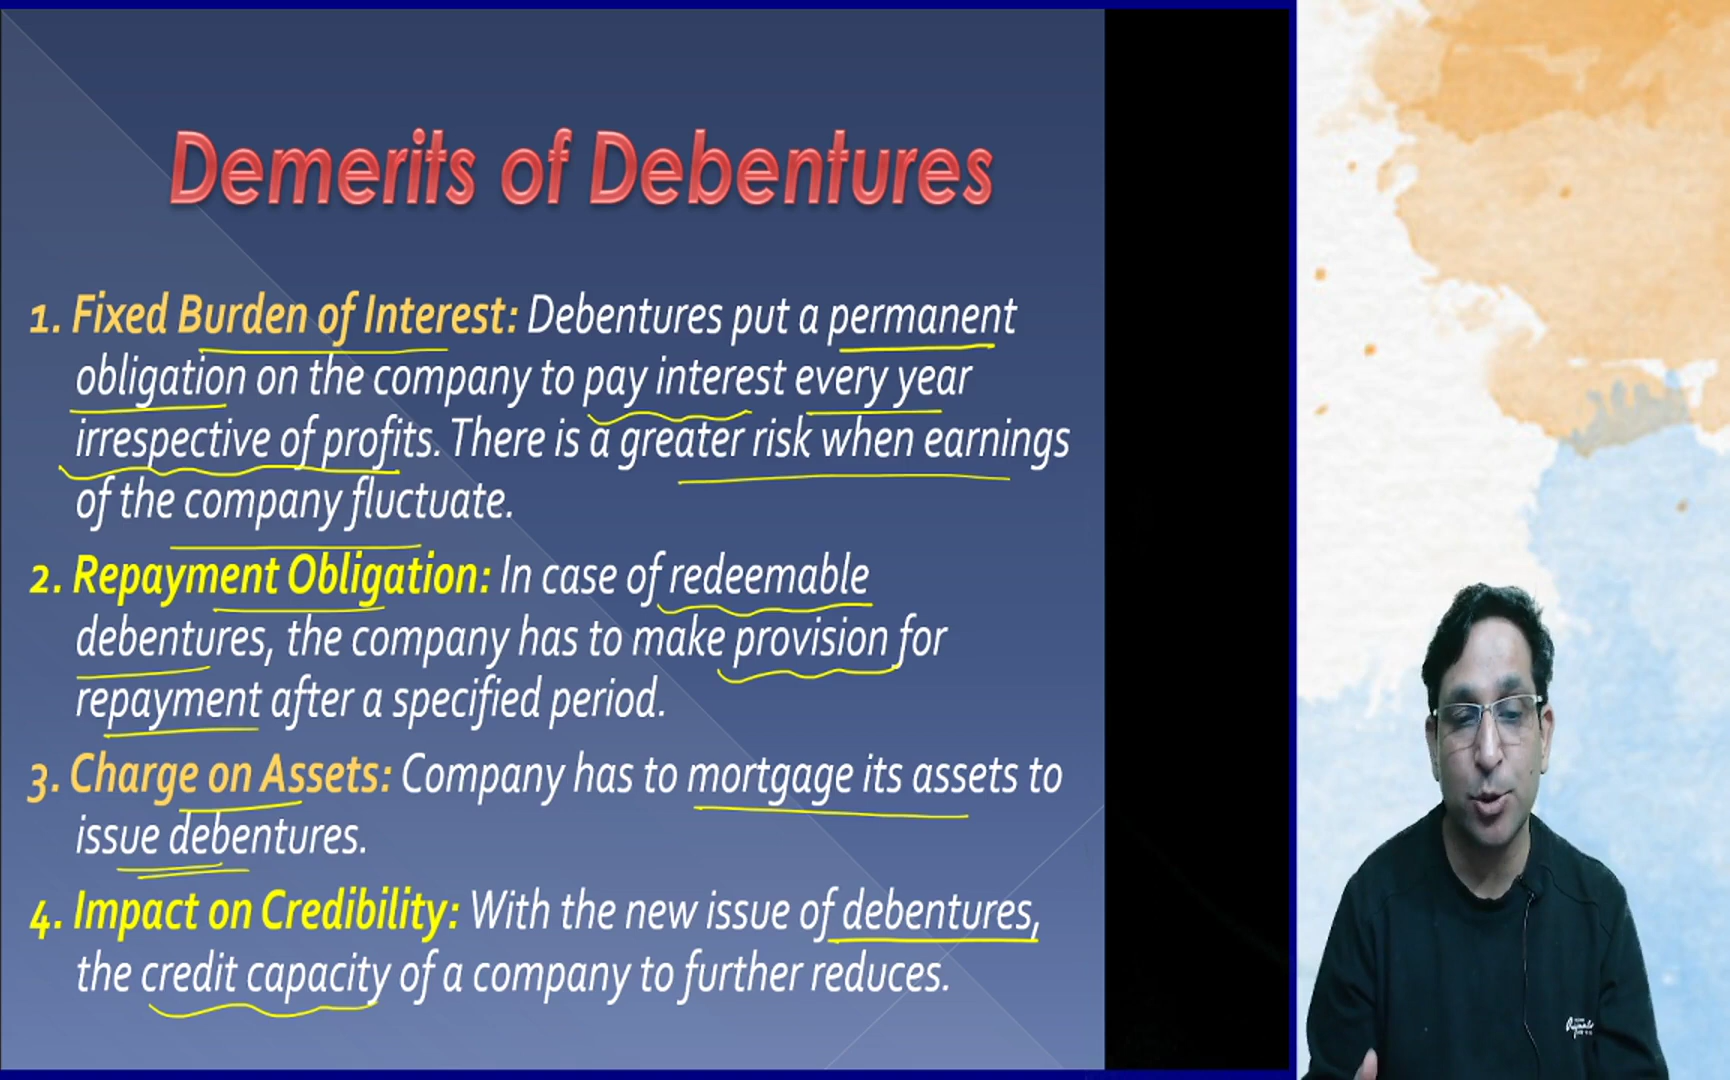 Demerits of Debentures
1. Fixed Burden of Interest: Debentures put a permanent
obligation on the company to pay interest every year
irrespective of profits. There is a greater risk when earnings
of the company fluctuate.
2. Repayment Obligation: In case of redeemable
debentures, the company has to make provision for
repayment after a specified period.
3. Charge on Assets: Company has to mortgage its assets to
issue debentures.
4. Impact on Credibility: With the new issue of debentures,
the credit capacity of a company to further reduces.